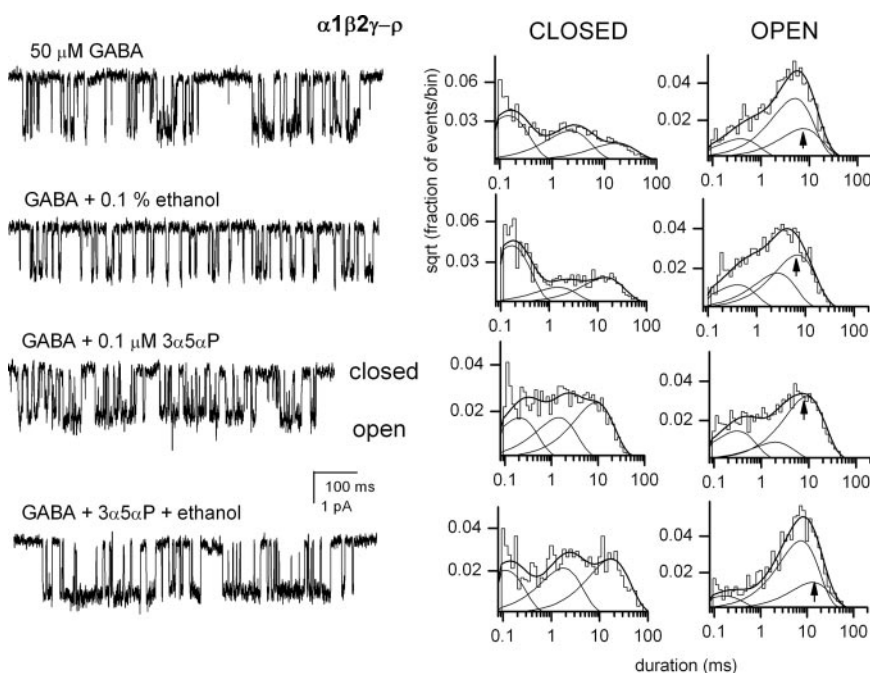 α1β2γ–ρ
CLOSED
OPEN
50 μM GABA
GABA + 0.1 % ethanol
GABA + 0.1 μM 3α5αP
closed
open
100 ms
1 pA
GABA + 3α5αP + ethanol
sqrt (fraction of events/bin)
0.06
0.03
0.1 1 10 100
0.04
0.02
0.1 1 10 100
0.06
0.03
0.1 1 10 100
0.04
0.02
0.1 1 10 100
0.04
0.02
0.1 1 10 100
0.04
0.02
0.1 1 10 100
0.04
0.02
0.1 1 10 100
0.04
0.02
0.1 1 10 100
duration (ms)